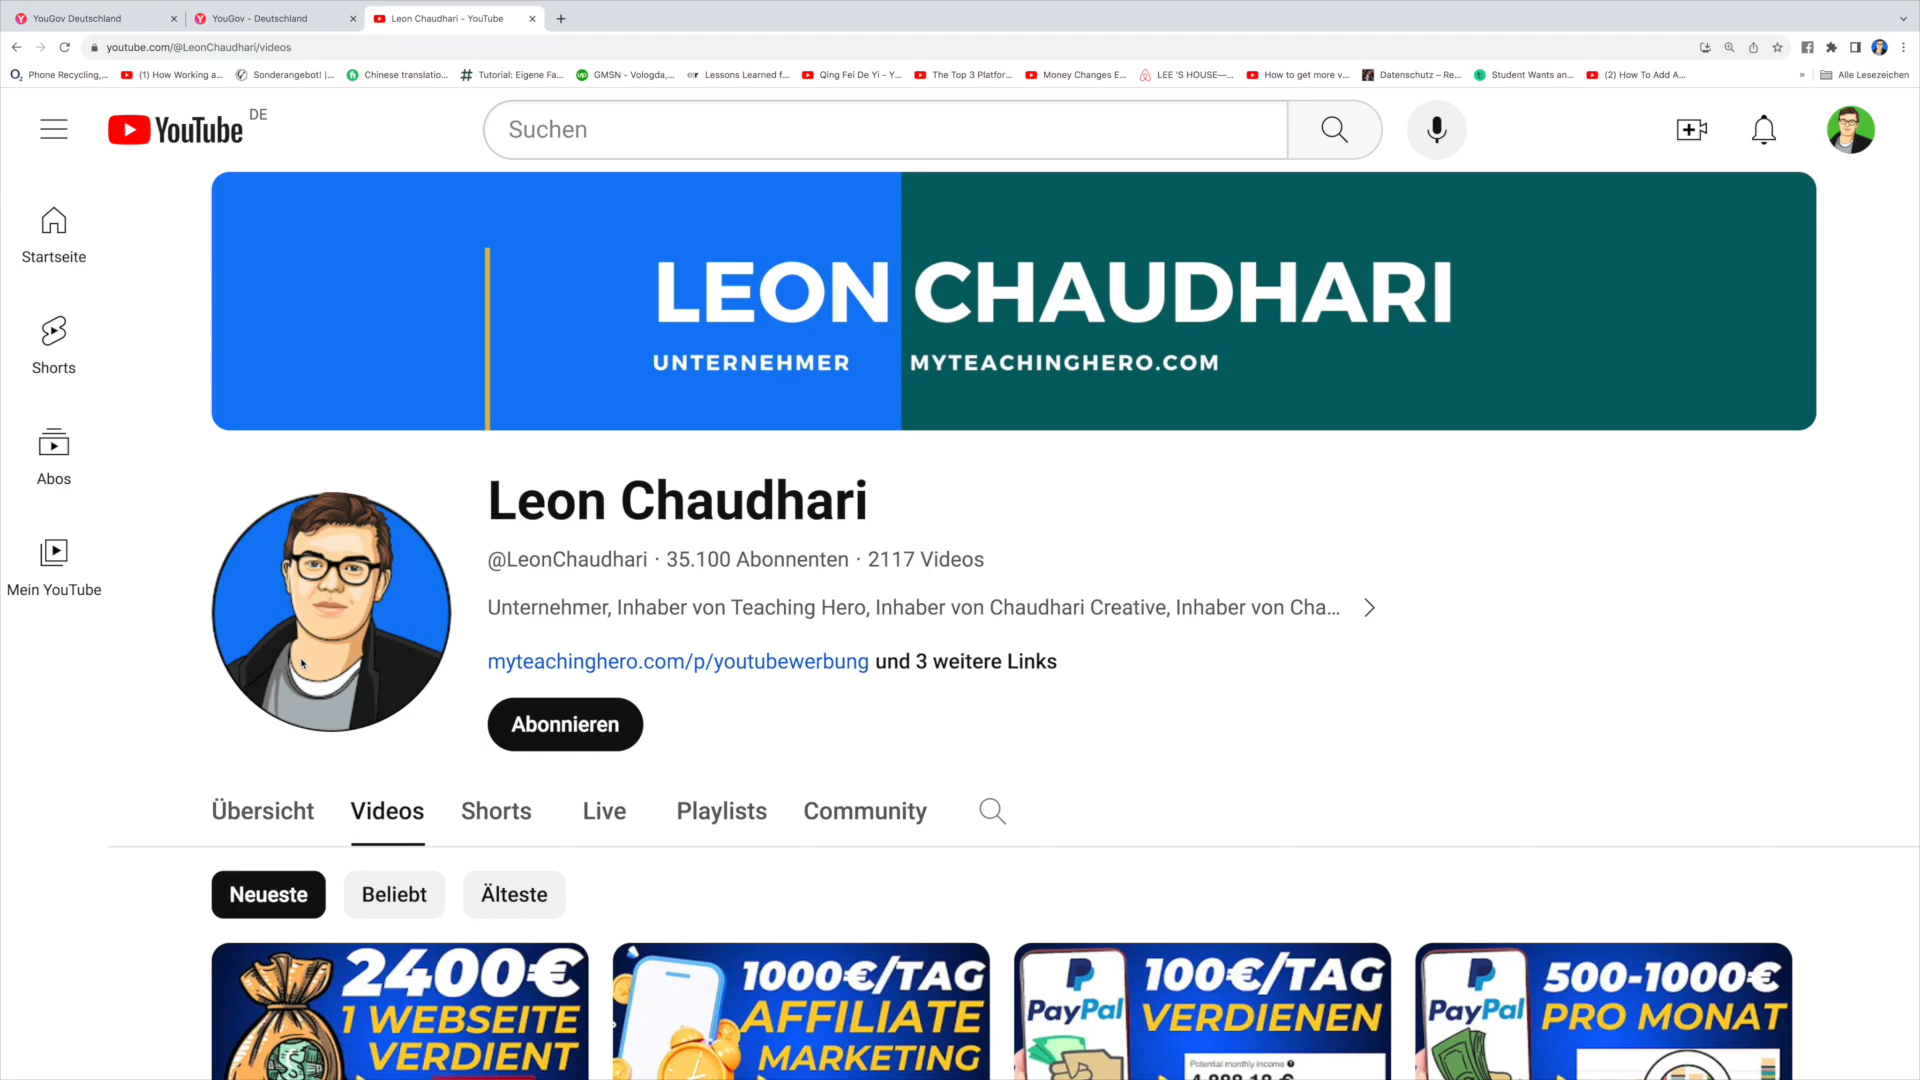 YouGov Deutschland
YouGov - Deutschland
Leon Chaudhari - YouTube
youtube.com/@LeonChaudhari/videos
Phone Recycling,...
(1) How Working a...
Sonderangebot! |...
Chinese translatio...
Tutorial: Eigene Fa...
GMSN - Vologda,...
Lessons Learned f...
Qing Fei De Yi - Y...
The Top 3 Platfor...
Money Changes E...
LEE 'S HOUSE—...
How to get more v...
Datenschutz – Re...
Student Wants an...
(2) How To Add A...
»
Alle Lesezeichen
YouTube
DE
Suchen
Startseite
Shorts
Abos
Mein YouTube
LEON CHAUDHARI
UNTERNEHMER
MYTEACHINGHERO.COM
Leon Chaudhari
@LeonChaudhari · 35.100 Abonnenten · 2117 Videos
Unternehmer, Inhaber von Teaching Hero, Inhaber von Chaudhari Creative, Inhaber von Cha...
myteachinghero.com/p/youtubewerbung und 3 weitere Links
Abonnieren
Übersicht
Videos
Shorts
Live
Playlists
Community
Neueste
Beliebt
Älteste
2400€
1 WEBSEITE
VERDIENT
1000€/TAG
AFFILIATE
MARKETING
PayPal
100€/TAG
VERDIENEN
Potential monthly income
PayPal
500-1000€
PRO MONAT